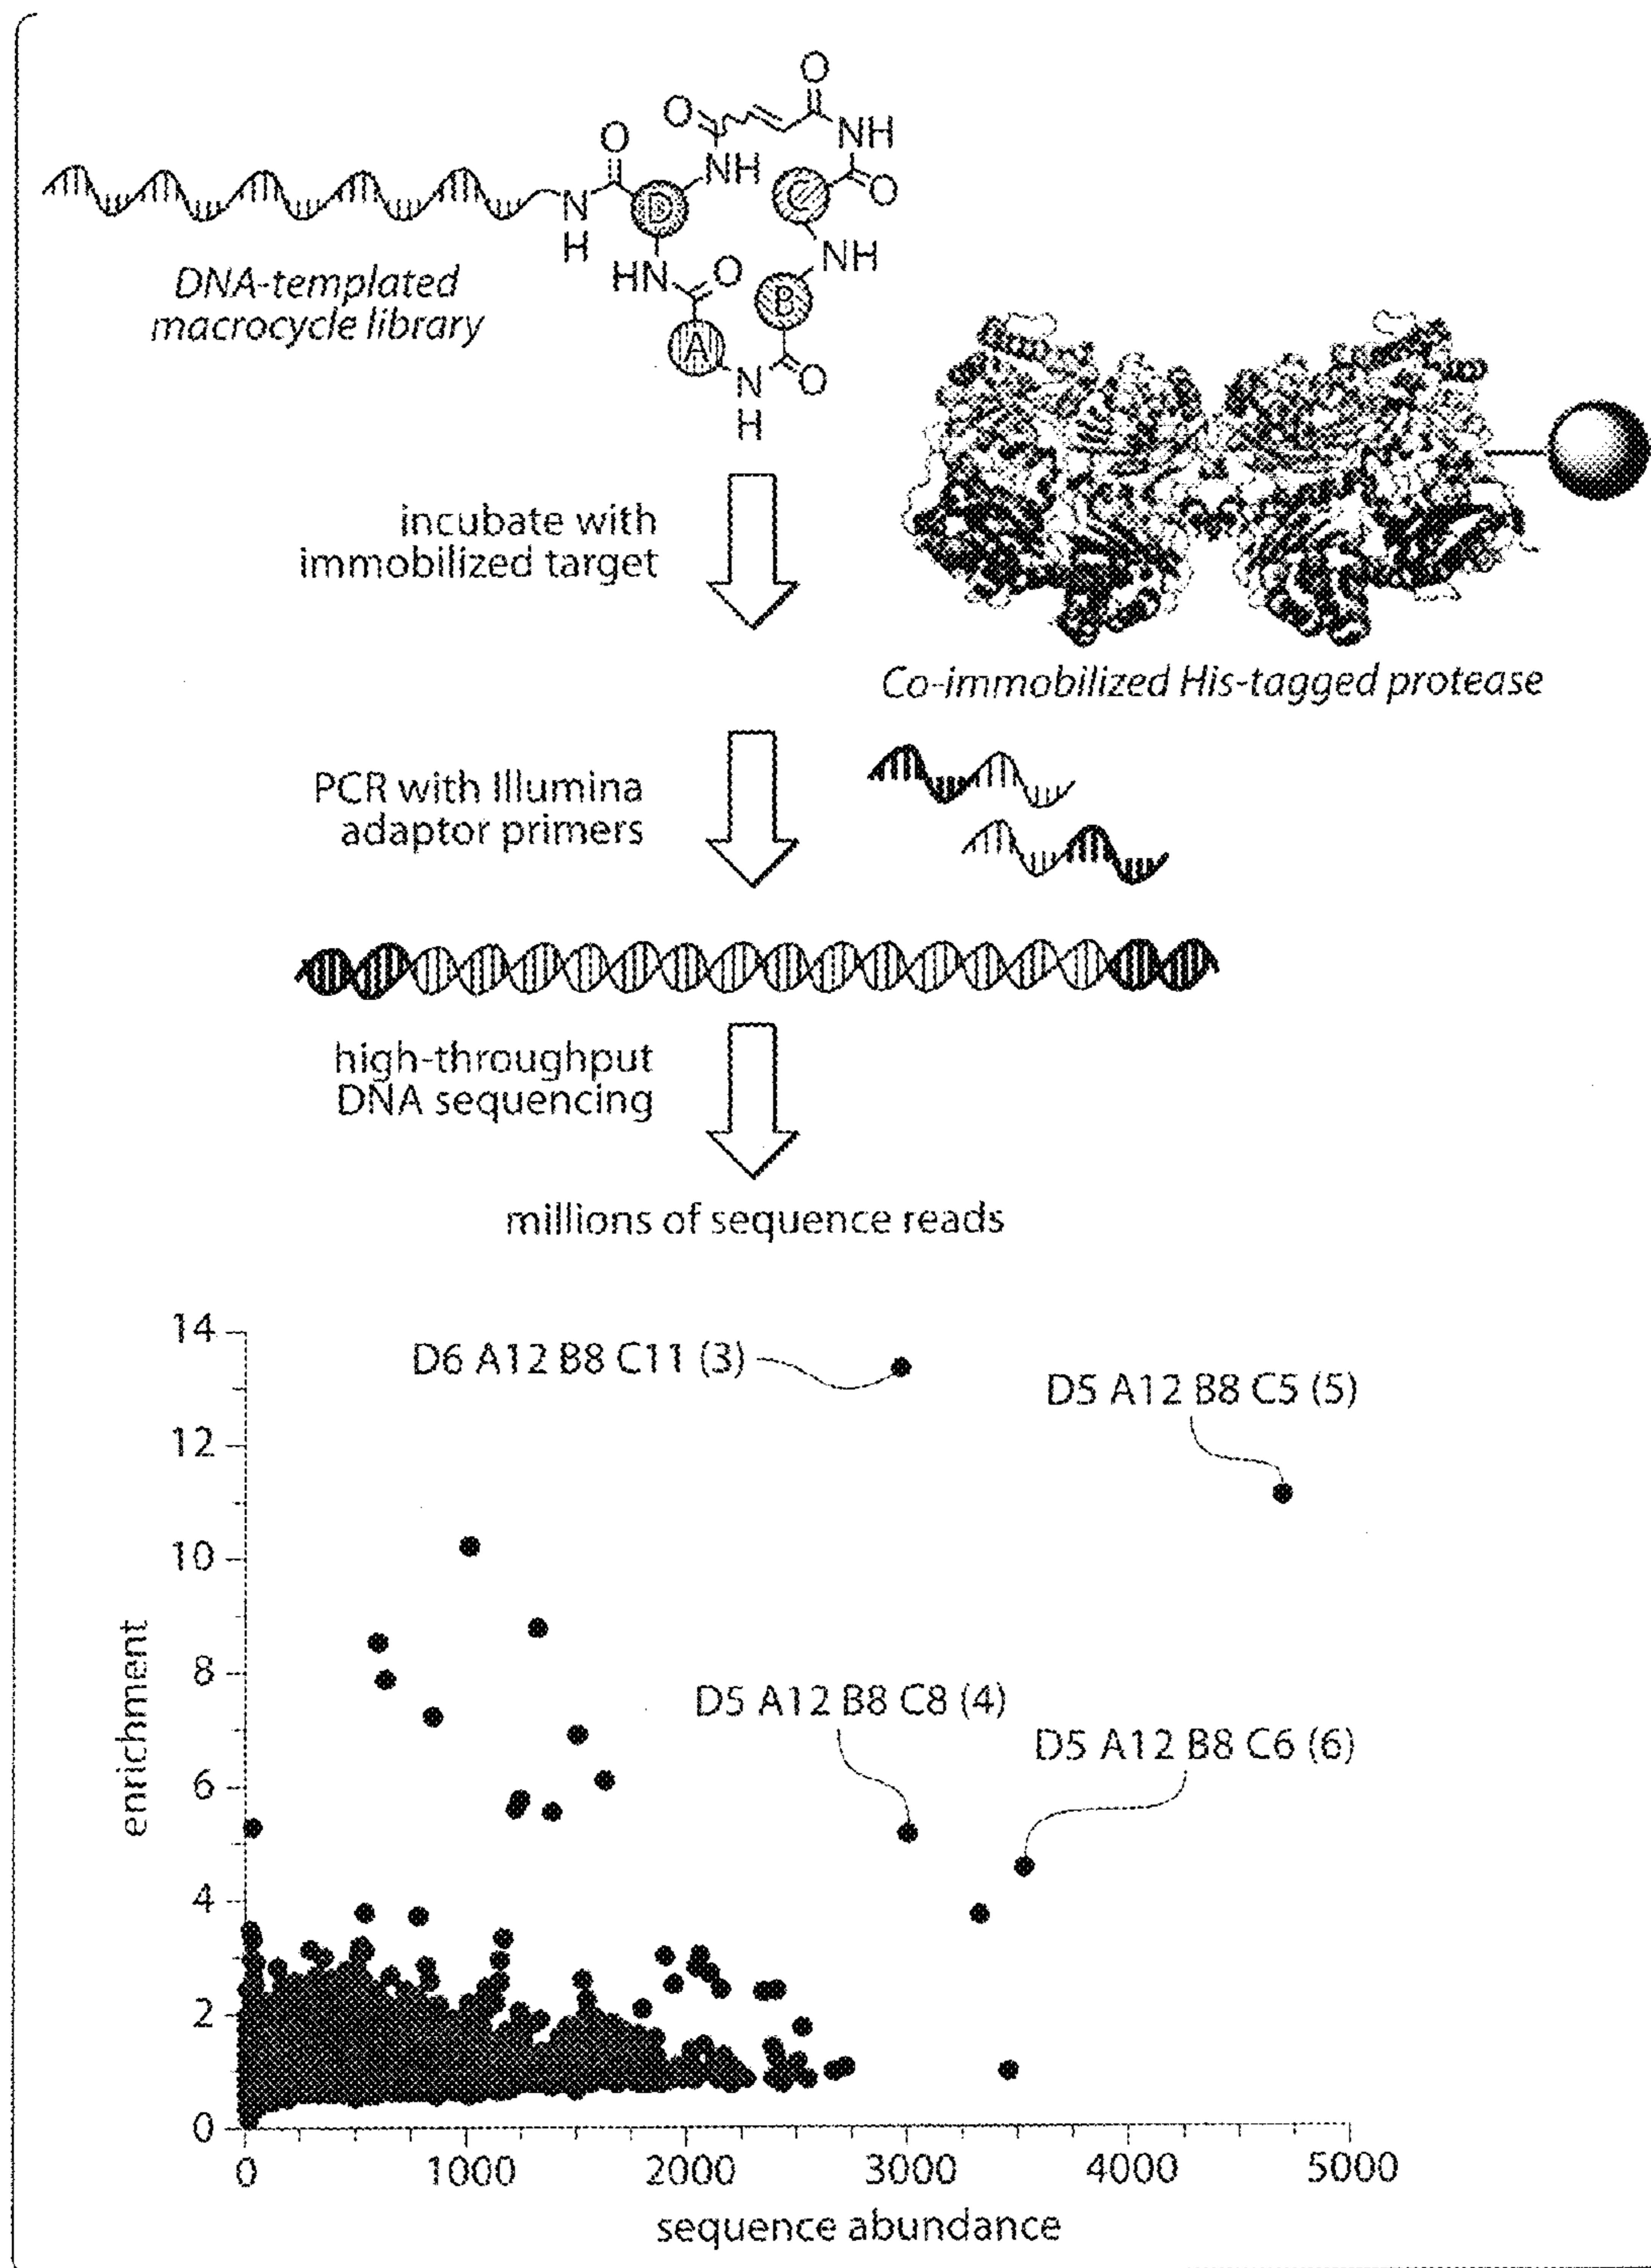 O
O
O
NH
NH
O
N
H
D
C
DNA-templated
macrocycle library
HN
O
NH
B
A
N
H
O
incubate with
immobilized target
Co-immobilized His-tagged protease
PCR with Illumina
adaptor primers
high-throughput
DNA sequencing
millions of sequence reads
14
D6 A12 B8 C11 (3)
D5 A12 B8 C5 (5)
12
10
8
D5 A12 B8 C8 (4)
D5 A12 B8 C6 (6)
6
enrichment
4
2
0
0 1000 2000 3000 4000 5000
sequence abundance